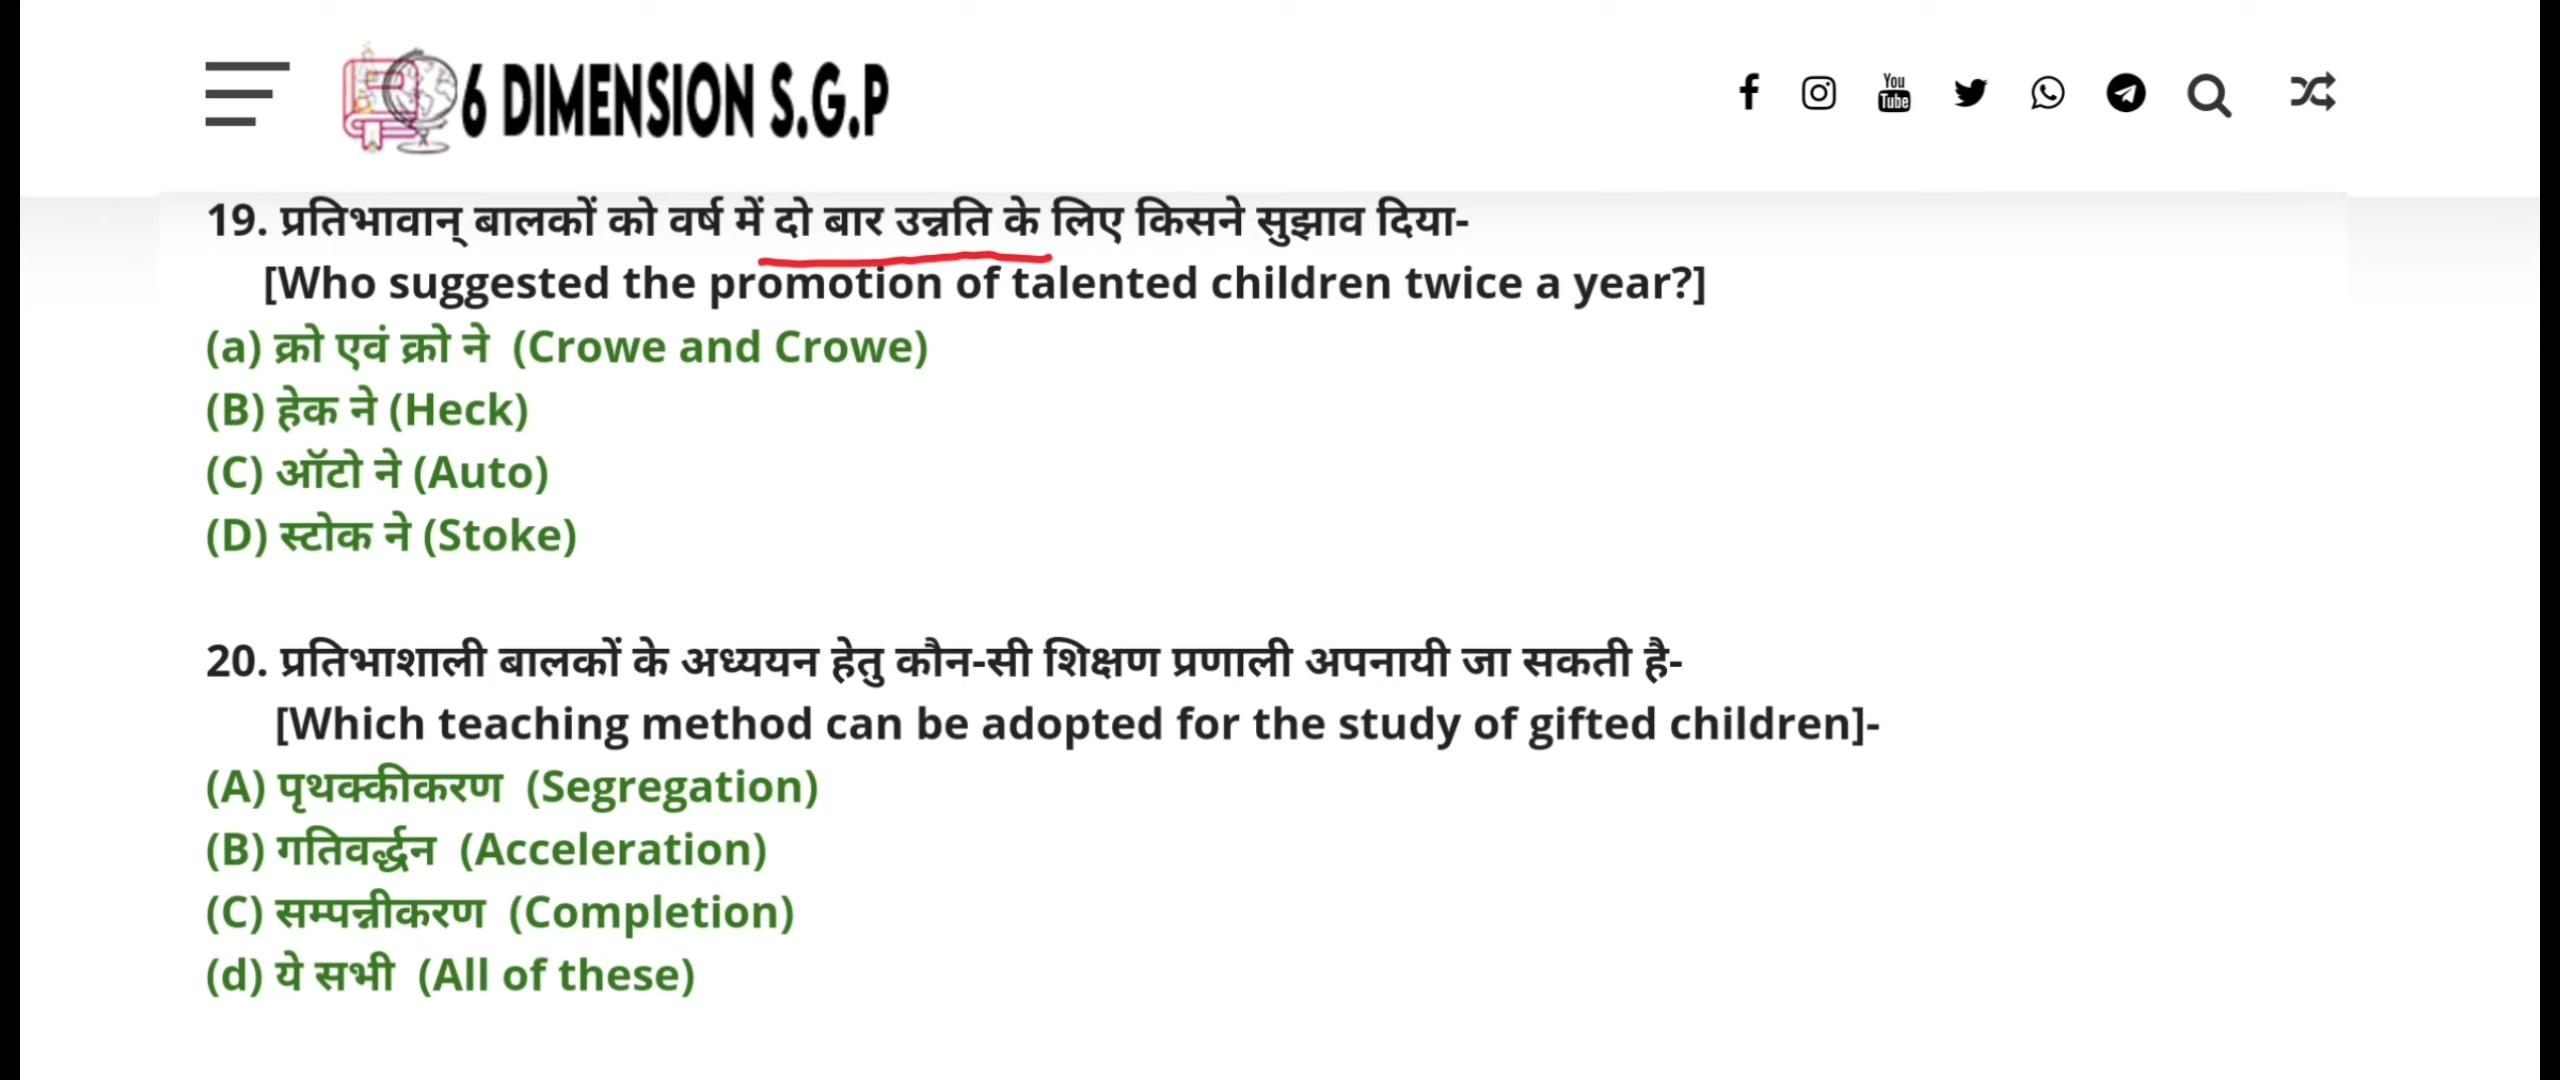 6 DIMENSION S.G.P
You
Tube
19. प्रतिभावान् बालकों को वर्ष में दो बार उन्नति के लिए किसने सुझाव दिया-
[Who suggested the promotion of talented children twice a year?]
(a) क्रो एवं क्रो ने (Crowe and Crowe)
(B) हेक ने (Heck)
(C) ऑटो ने (Auto)
(D) स्टोक ने (Stoke)
20. प्रतिभाशाली बालकों के अध्ययन हेतु कौन-सी शिक्षण प्रणाली अपनायी जा सकती है-
[Which teaching method can be adopted for the study of gifted children]-
(A) पृथक्कीकरण (Segregation)
(B) गतिवर्द्धन (Acceleration)
(C) सम्पन्नीकरण (Completion)
(d) ये सभी (All of these)